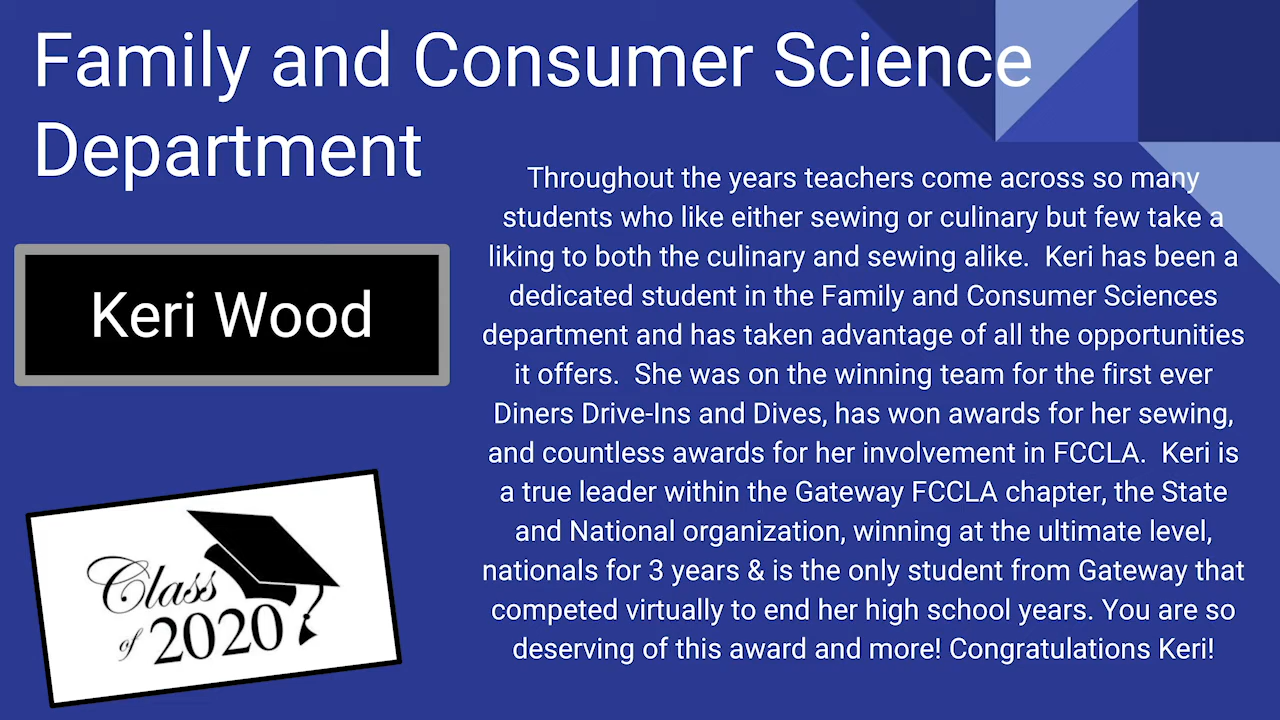 Family and Consumer Science
Department
Throughout the years teachers come across so many
students who like either sewing or culinary but few take a
liking to both the culinary and sewing alike.  Keri has been a
dedicated student in the Family and Consumer Sciences
department and has taken advantage of all the opportunities
it offers.  She was on the winning team for the first ever
Diners Drive-Ins and Dives, has won awards for her sewing,
and countless awards for her involvement in FCCLA.  Keri is
a true leader within the Gateway FCCLA chapter, the State
and National organization, winning at the ultimate level,
nationals for 3 years & is the only student from Gateway that
competed virtually to end her high school years. You are so
deserving of this award and more! Congratulations Keri!
Keri Wood
Class
of 2020